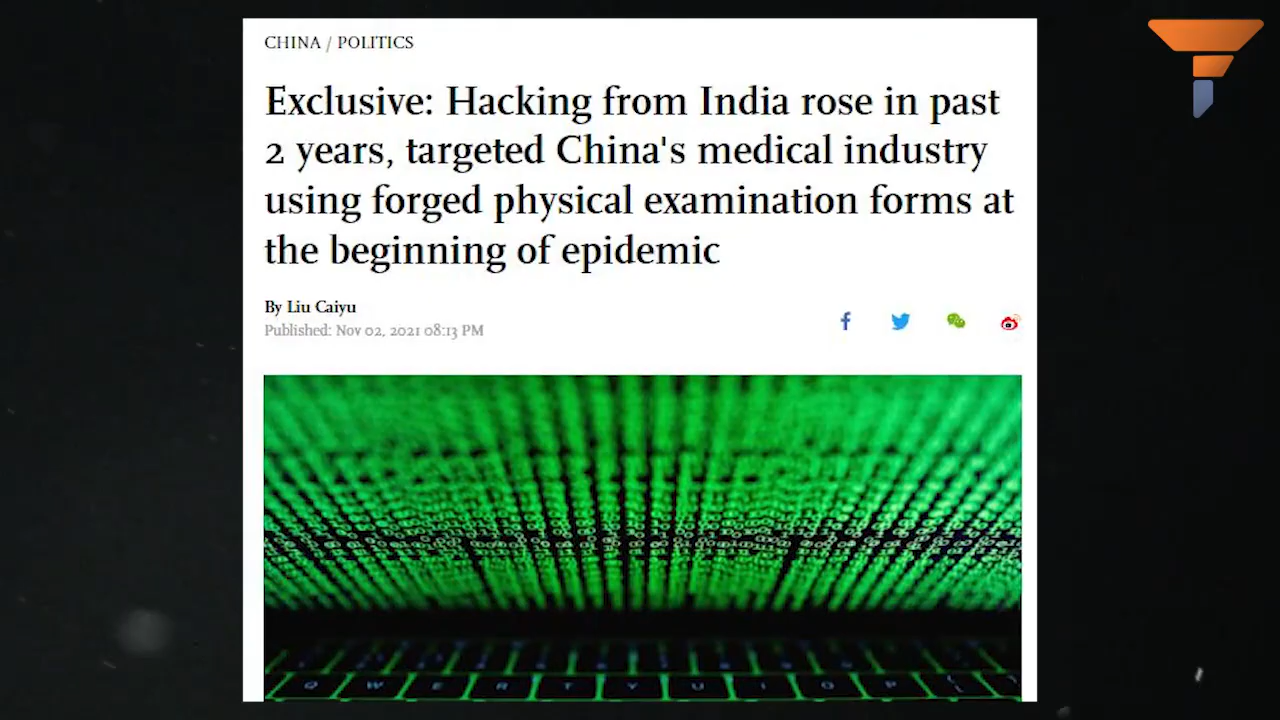 CHINA / POLITICS
Exclusive: Hacking from India rose in past
2 years, targeted China's medical industry
using forged physical examination forms at
the beginning of epidemic
By Liu Caiyu
Published: Nov 02, 2021 08:13 PM
Q W E R T Y U I O P